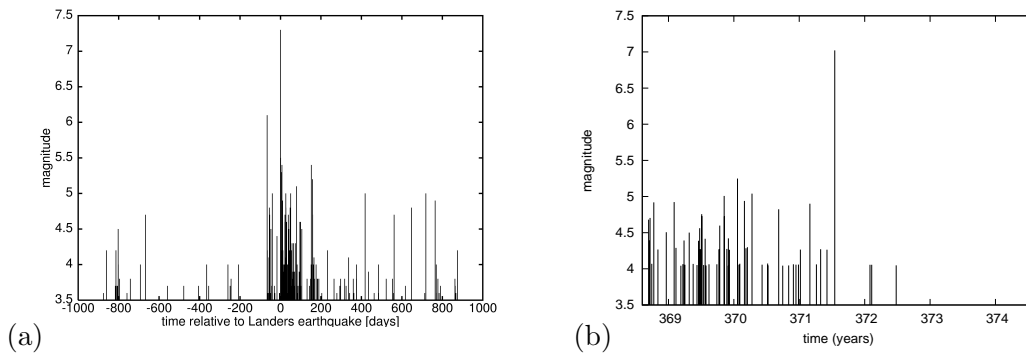 7.5
7
6.5
6
5.5
5
4.5
4
3.5
magnitude
-1000 -800 -600 -400 -200 0 200 400 600 800 1000
time relative to Landers earthquake [days]
(a)
7.5
7
6.5
6
5.5
5
4.5
4
3.5
magnitude
369 370 371 372 373 374
time (years)
(b)